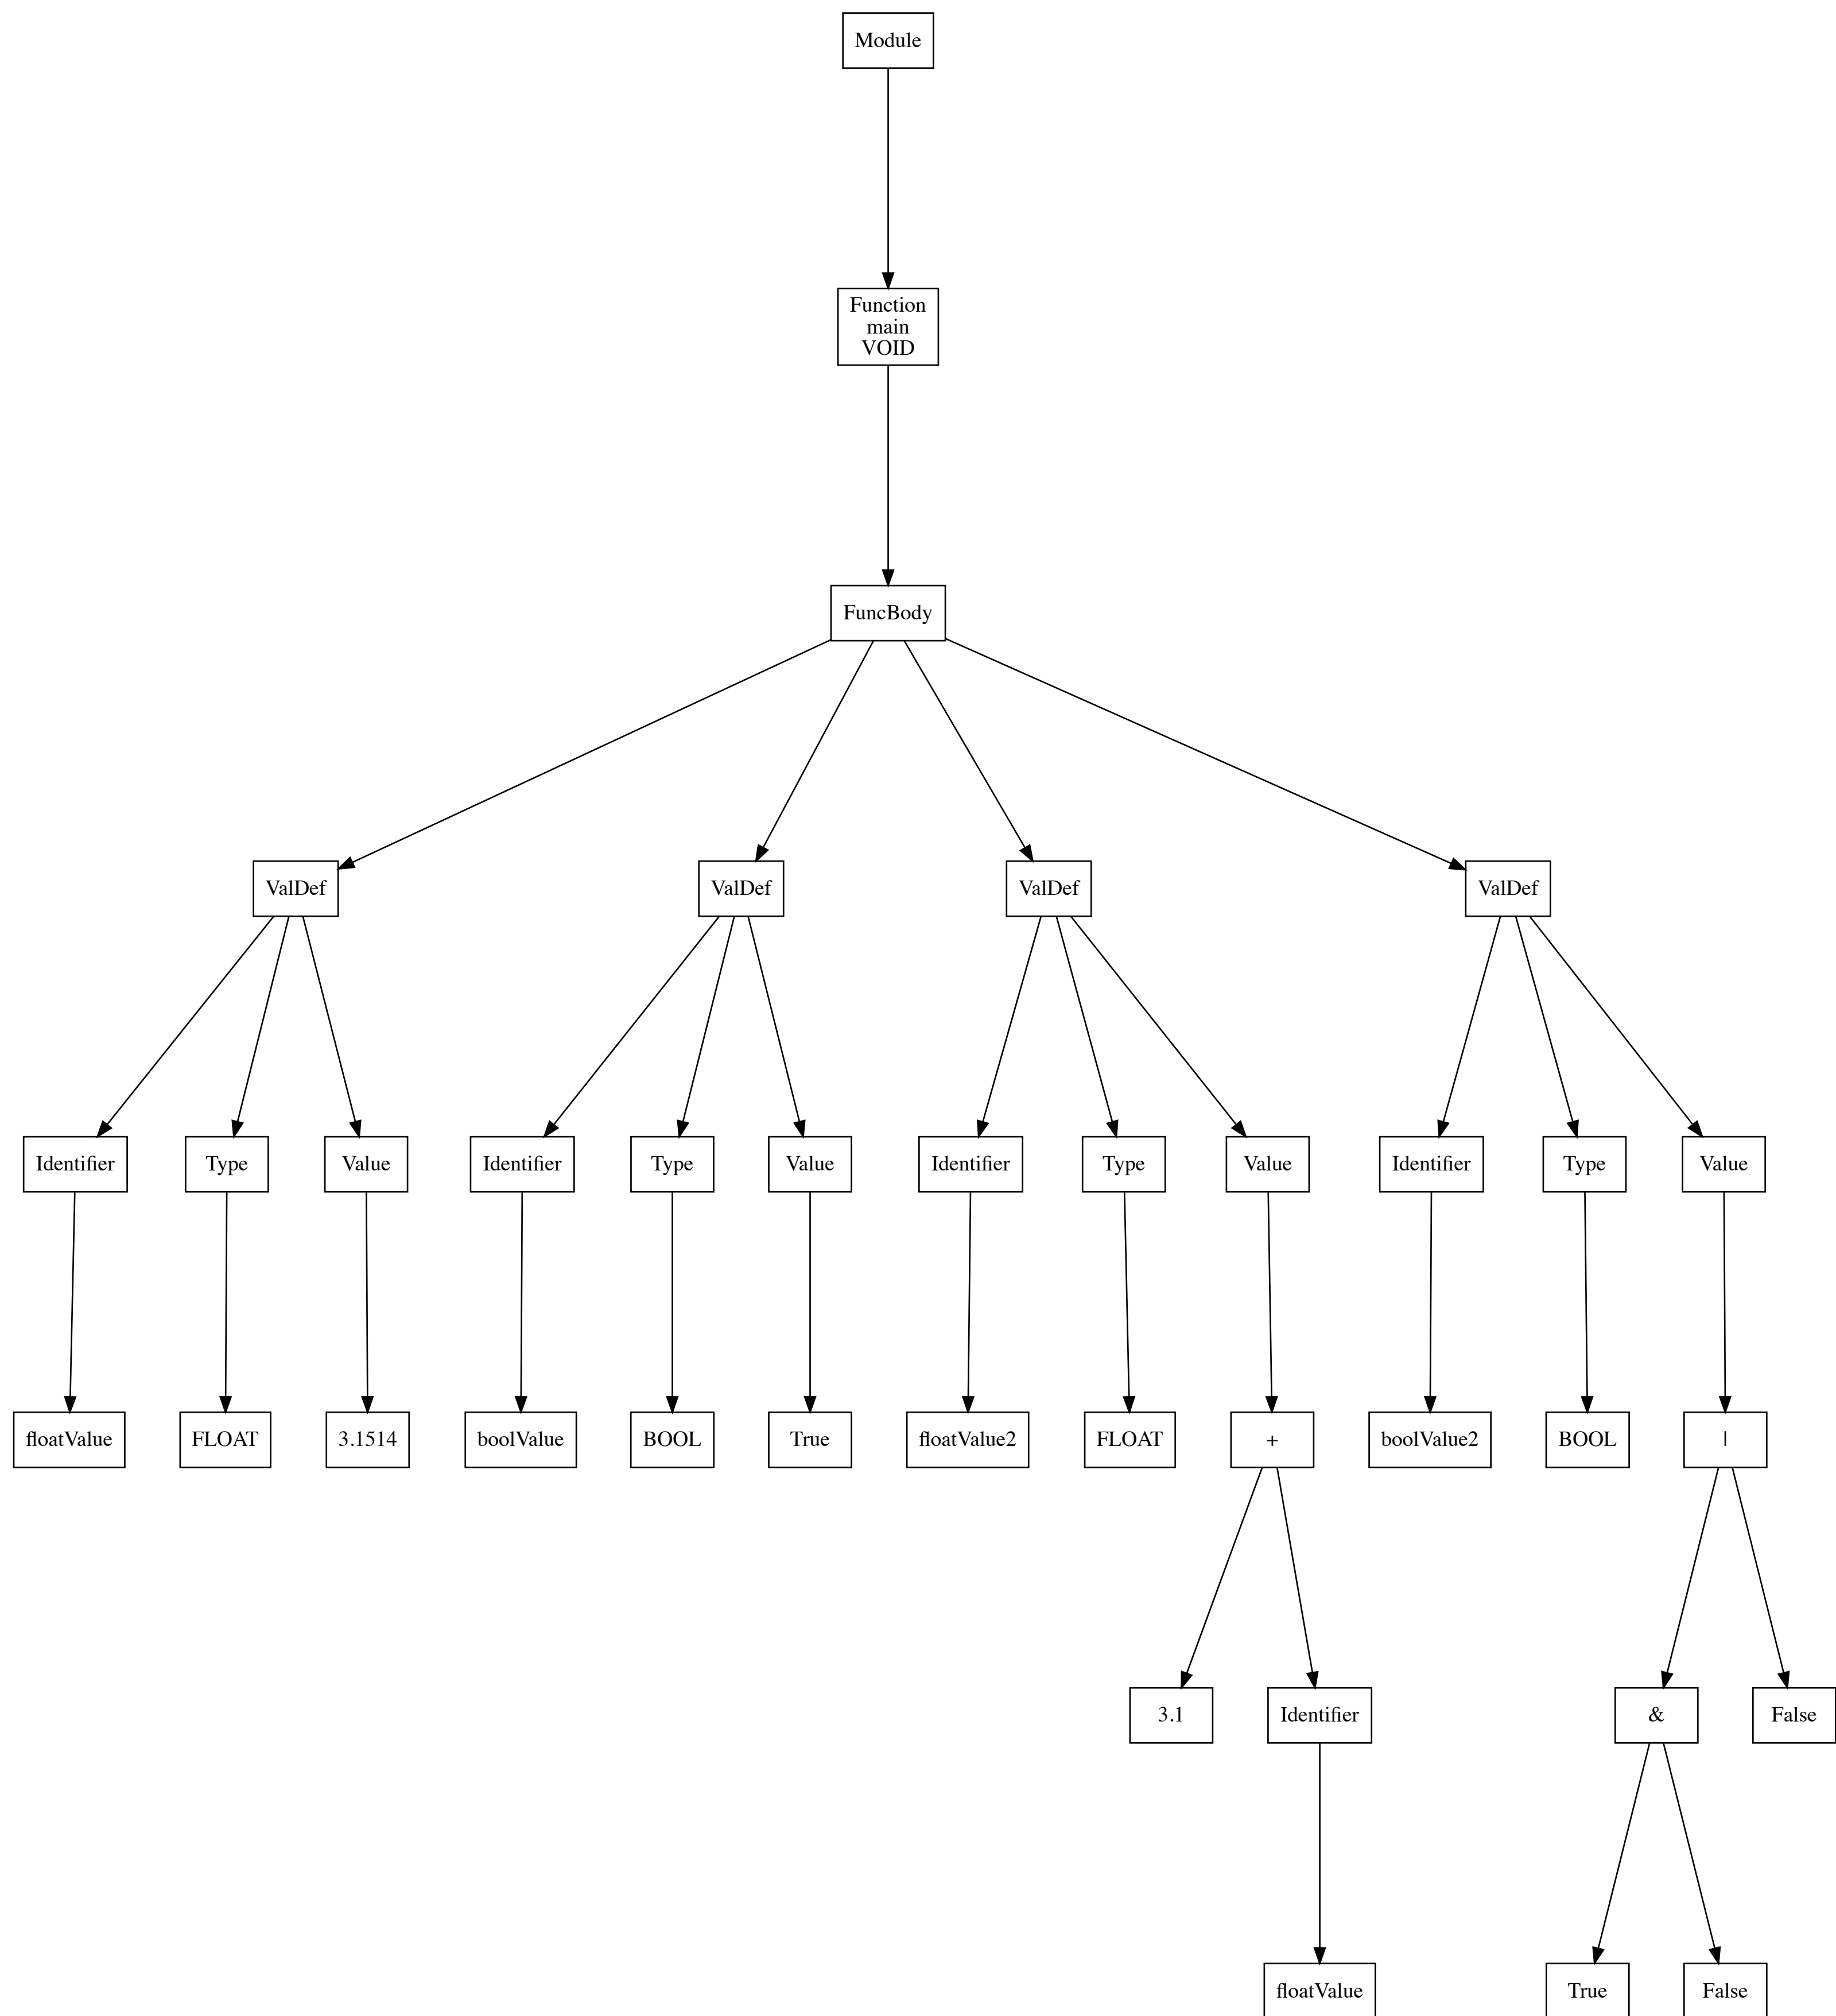 Module
Function
main
VOID
FuncBody
ValDef
ValDef
ValDef
ValDef
Identifier
Type
Value
Identifier
Type
Value
Identifier
Type
Value
Identifier
Type
Value
floatValue
FLOAT
3.1514
boolValue
BOOL
True
floatValue2
FLOAT
+
boolValue2
BOOL
|
3.1
Identifier
&
False
floatValue
True
False